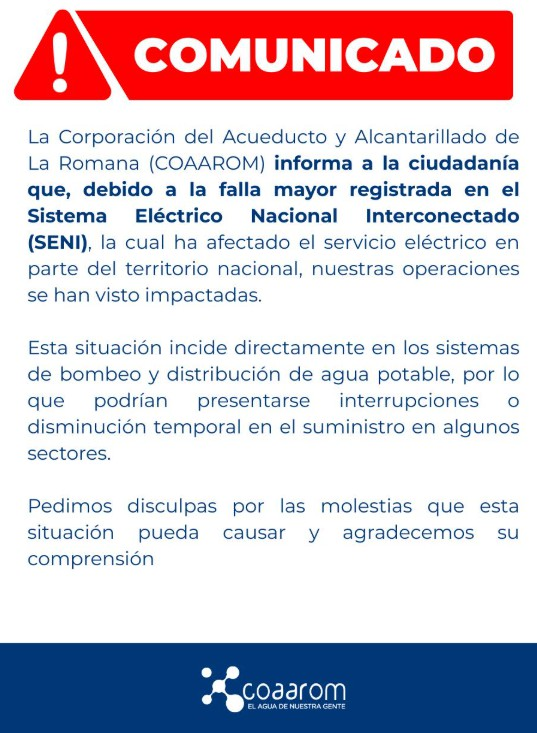 COMUNICADO
La Corporación del Acueducto y Alcantarillado de
La Romana (COAAROM) informa a la ciudadanía
que, debido a la falla mayor registrada en el
Sistema Eléctrico Nacional Interconectado
(SENI), la cual ha afectado el servicio eléctrico en
parte del territorio nacional, nuestras operaciones
se han visto impactadas.
Esta situación incide directamente en los sistemas
de bombeo y distribución de agua potable, por lo
que podrían presentarse interrupciones o
disminución temporal en el suministro en algunos
sectores.
Pedimos disculpas por las molestias que esta
situación pueda causar y agradecemos su
comprensión
coaarom
EL AGUA DE NUESTRA GENTE